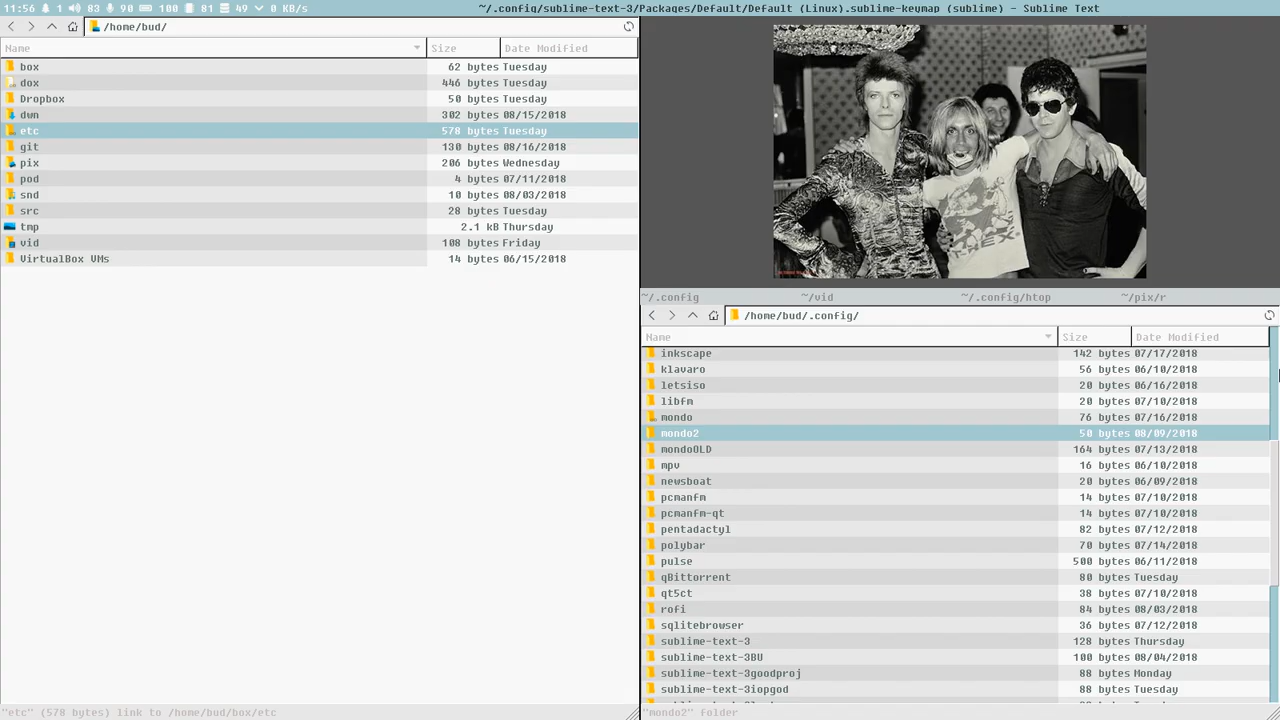 11:56 1 83 90 100 81 49 0 KB/s
~/.config/sublime-text-3/Packages/Default/Default (Linux).sublime-keymap (sublime) - Sublime Text
/home/bud/
Name Size Date Modified
box 62 bytes Tuesday
dox 446 bytes Tuesday
Dropbox 50 bytes Tuesday
dwn 302 bytes 08/15/2018
etc 578 bytes Tuesday
git 130 bytes 08/16/2018
pix 206 bytes Wednesday
pod 4 bytes 07/11/2018
snd 10 bytes 08/03/2018
src 28 bytes Tuesday
tmp 2.1 kB Thursday
vid 108 bytes Friday
VirtualBox VMs 14 bytes 06/15/2018
"etc" (578 bytes) link to /home/bud/box/etc
~/.config ~/vid ~/.config/htop ~/pix/r
/home/bud/.config/
Name Size Date Modified
inkscape 142 bytes 07/17/2018
klavaro 56 bytes 06/10/2018
letsiso 20 bytes 06/16/2018
libfm 20 bytes 07/10/2018
mondo 76 bytes 07/16/2018
mondo2 50 bytes 08/09/2018
mondoOLD 164 bytes 07/13/2018
mpv 16 bytes 06/10/2018
newsboat 20 bytes 06/09/2018
pcmanfm 14 bytes 07/10/2018
pcmanfm-qt 14 bytes 07/10/2018
pentadactyl 82 bytes 07/12/2018
polybar 70 bytes 07/14/2018
pulse 500 bytes 06/11/2018
qBittorrent 80 bytes Tuesday
qt5ct 38 bytes 07/10/2018
rofi 84 bytes 08/03/2018
sqlitebrowser 36 bytes 07/12/2018
sublime-text-3 128 bytes Thursday
sublime-text-3BU 100 bytes 08/04/2018
sublime-text-3goodproj 88 bytes Monday
sublime-text-3iopgod 88 bytes Tuesday
"mondo2" folder